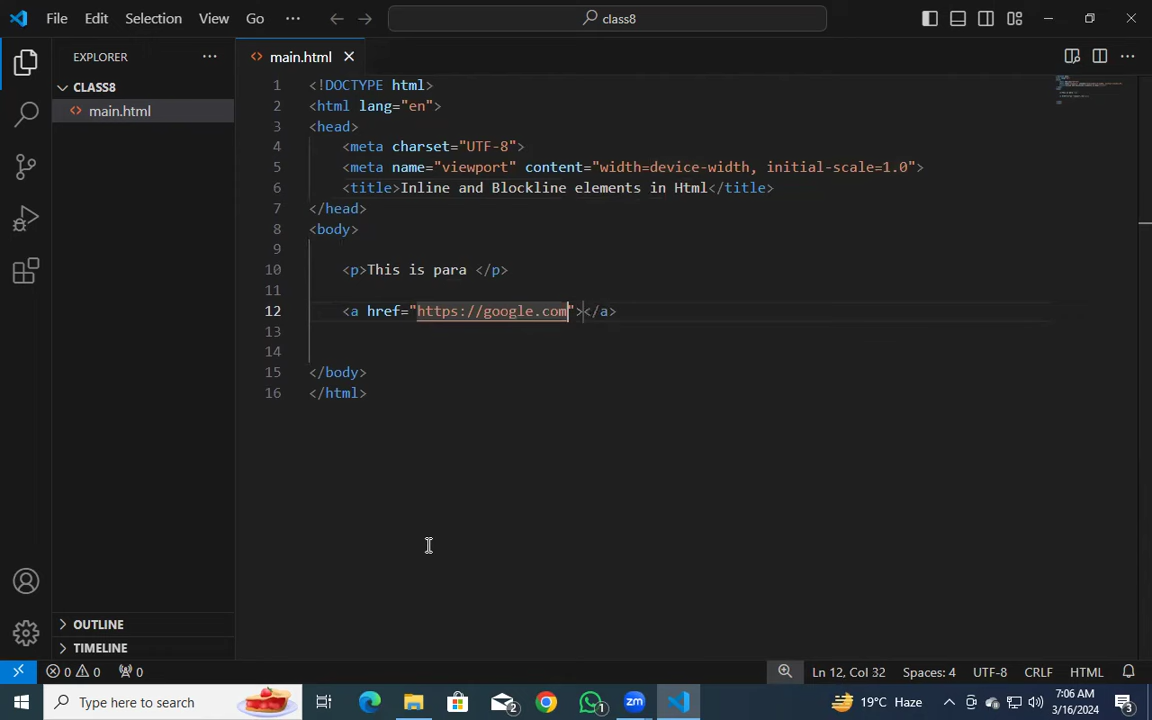 File Edit Selection View Go ··· class8
EXPLORER ···
main.html
CLASS8
main.html
1 <!DOCTYPE html>
2 <html lang="en">
3 <head>
4 <meta charset="UTF-8">
5 <meta name="viewport" content="width=device-width, initial-scale=1.0">
6 <title>Inline and Blockline elements in Html</title>
7 </head>
8 <body>
9
10 <p>This is para </p>
11
12 <a href="https://google.com"></a>
13
14
15 </body>
16 </html>
OUTLINE
TIMELINE
0 0 0 Ln 12, Col 32 Spaces: 4 UTF-8 CRLF HTML
Type here to search 2 1 zm 19°C Haze 7:06 AM
3/16/2024 3